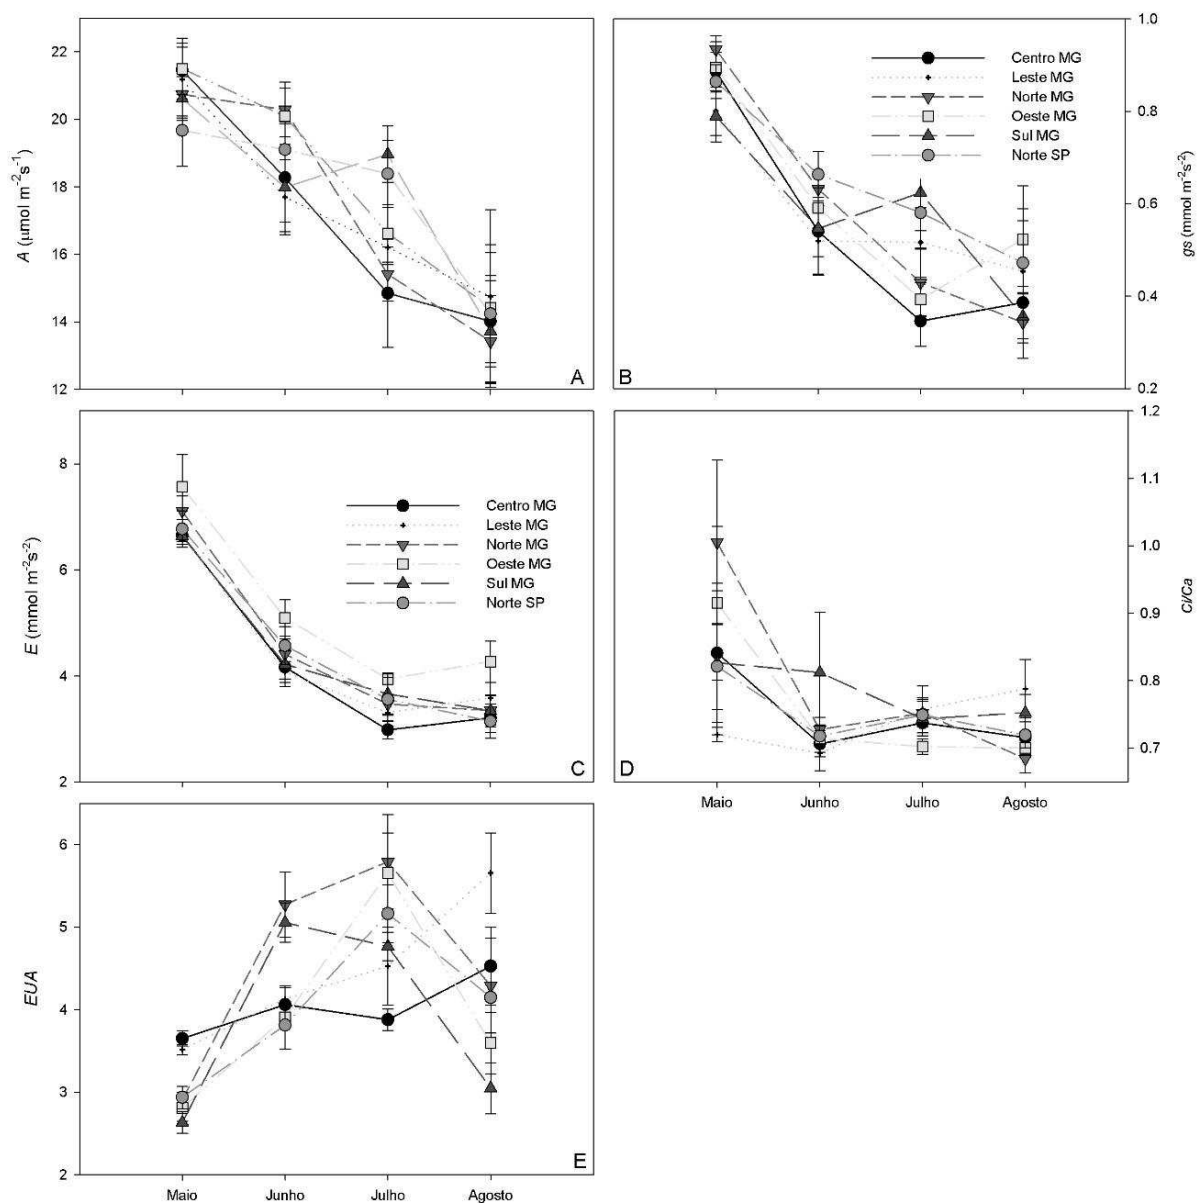 22
20
18
16
14
12
A (µmol m-2s-1)
A
1.0
0.8
0.6
0.4
0.2
gs (mmol m-2s-2)
Centro MG
Leste MG
Norte MG
Oeste MG
Sul MG
Norte SP
B
8
6
4
2
E (mmol m-2s-2)
Centro MG
Leste MG
Norte MG
Oeste MG
Sul MG
Norte SP
C
1.2
1.1
1.0
0.9
0.8
0.7
Ci/Ca
D
Maio Junho Julho Agosto
6
5
4
3
2
EUA
E
Maio Junho Julho Agosto